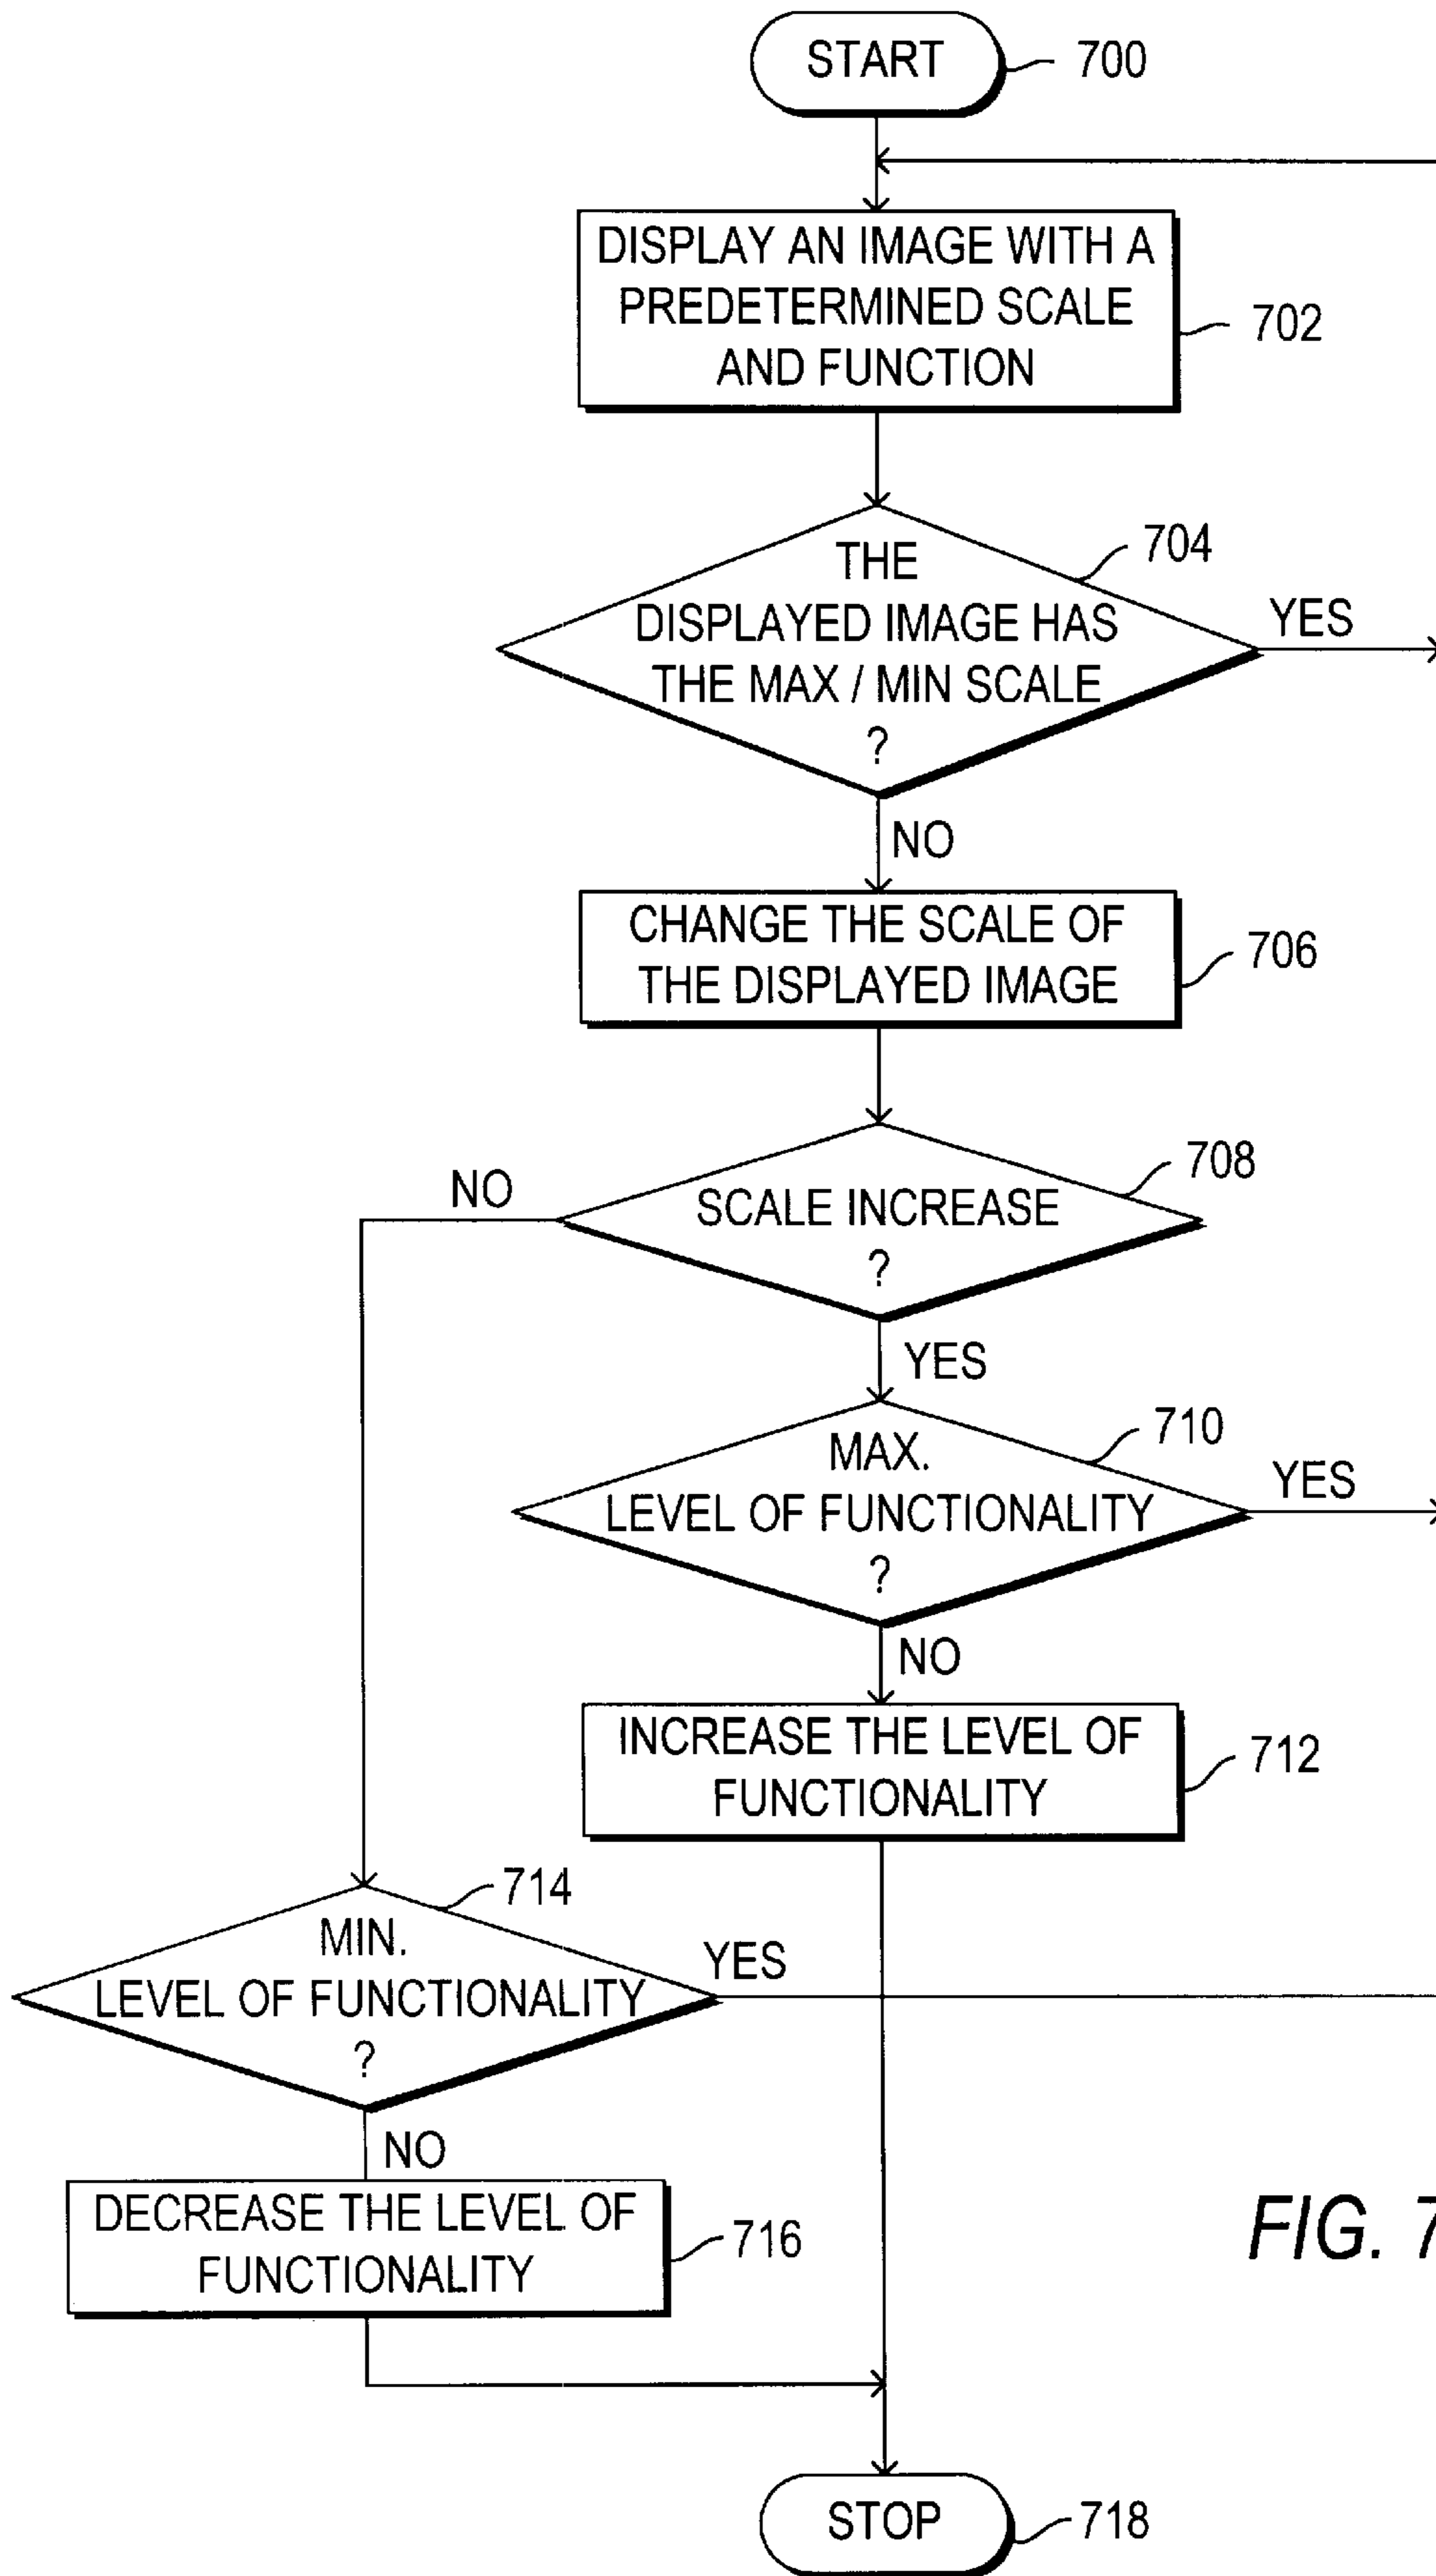 START
700
DISPLAY AN IMAGE WITH A
PREDETERMINED SCALE
AND FUNCTION
702
THE
DISPLAYED IMAGE HAS
THE MAX / MIN SCALE
?
704
YES
NO
CHANGE THE SCALE OF
THE DISPLAYED IMAGE
706
SCALE INCREASE
?
708
NO
YES
MAX.
LEVEL OF FUNCTIONALITY
?
710
YES
NO
INCREASE THE LEVEL OF
FUNCTIONALITY
712
MIN.
LEVEL OF FUNCTIONALITY
?
714
YES
NO
DECREASE THE LEVEL OF
FUNCTIONALITY
716
FIG. 7
STOP
718